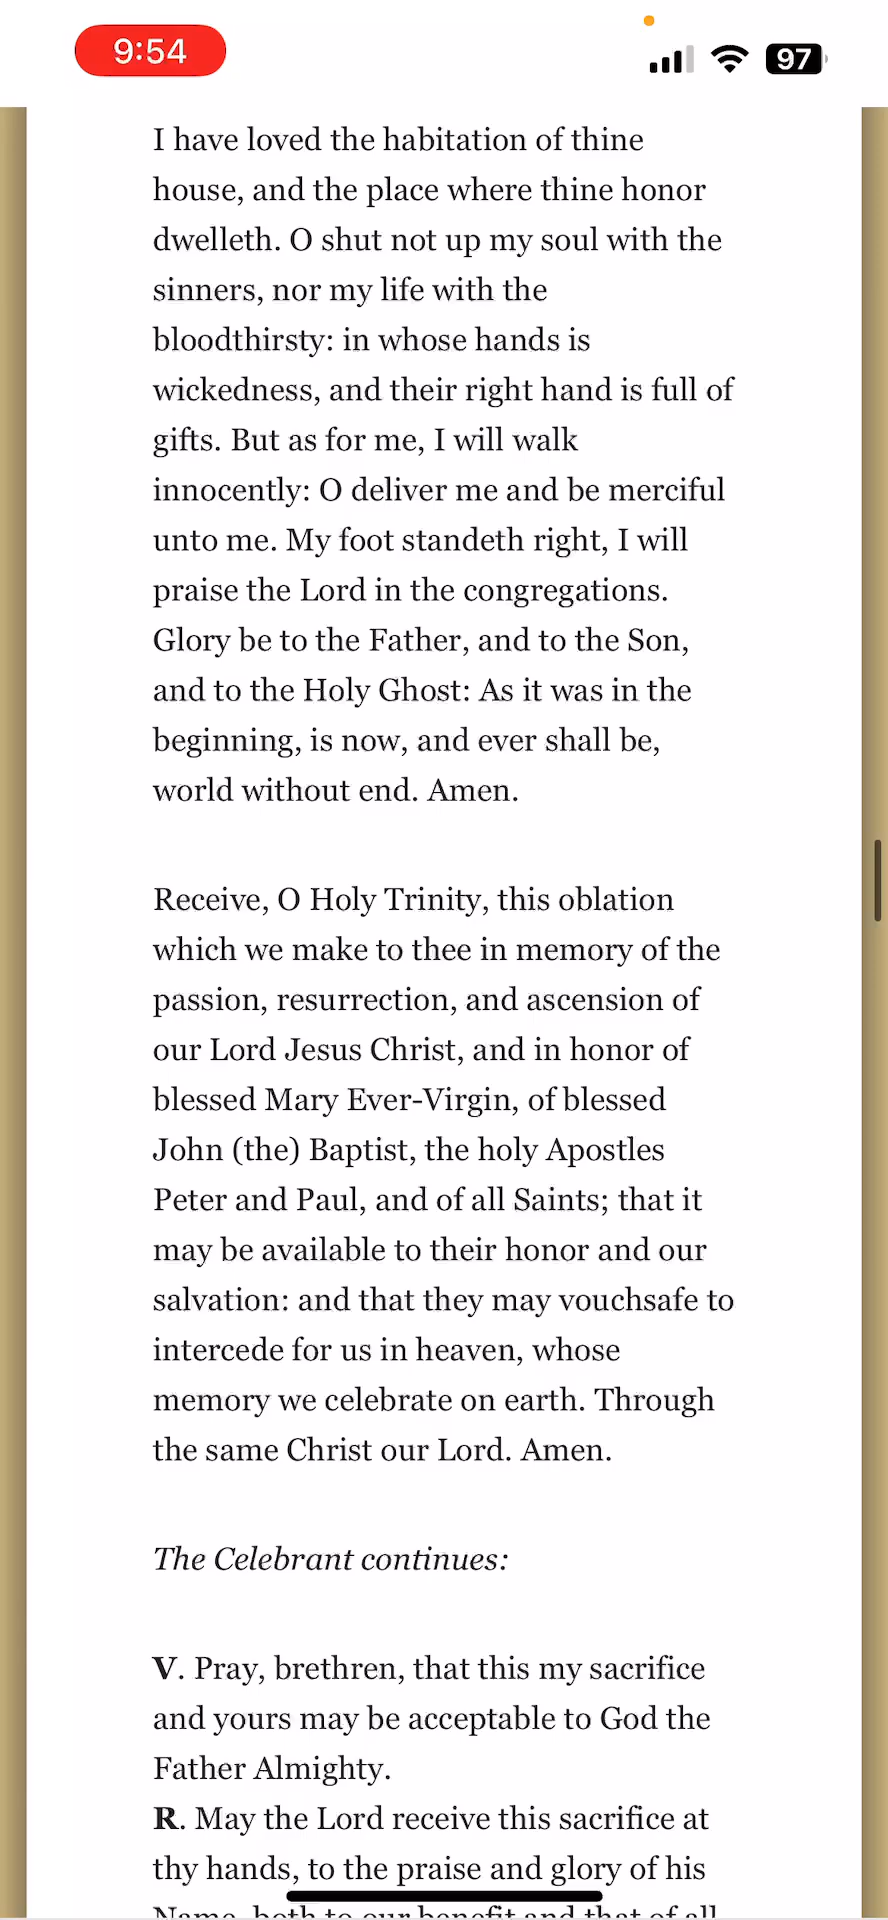 9:54
97
I have loved the habitation of thine
house, and the place where thine honor
dwelleth. O shut not up my soul with the
sinners, nor my life with the
bloodthirsty: in whose hands is
wickedness, and their right hand is full of
gifts. But as for me, I will walk
innocently: O deliver me and be merciful
unto me. My foot standeth right, I will
praise the Lord in the congregations.
Glory be to the Father, and to the Son,
and to the Holy Ghost: As it was in the
beginning, is now, and ever shall be,
world without end. Amen.
Receive, O Holy Trinity, this oblation
which we make to thee in memory of the
passion, resurrection, and ascension of
our Lord Jesus Christ, and in honor of
blessed Mary Ever-Virgin, of blessed
John (the) Baptist, the holy Apostles
Peter and Paul, and of all Saints; that it
may be available to their honor and our
salvation: and that they may vouchsafe to
intercede for us in heaven, whose
memory we celebrate on earth. Through
the same Christ our Lord. Amen.
The Celebrant continues:
V. Pray, brethren, that this my sacrifice
and yours may be acceptable to God the
Father Almighty.
R. May the Lord receive this sacrifice at
thy hands, to the praise and glory of his
Name, both to our benefit and that of all